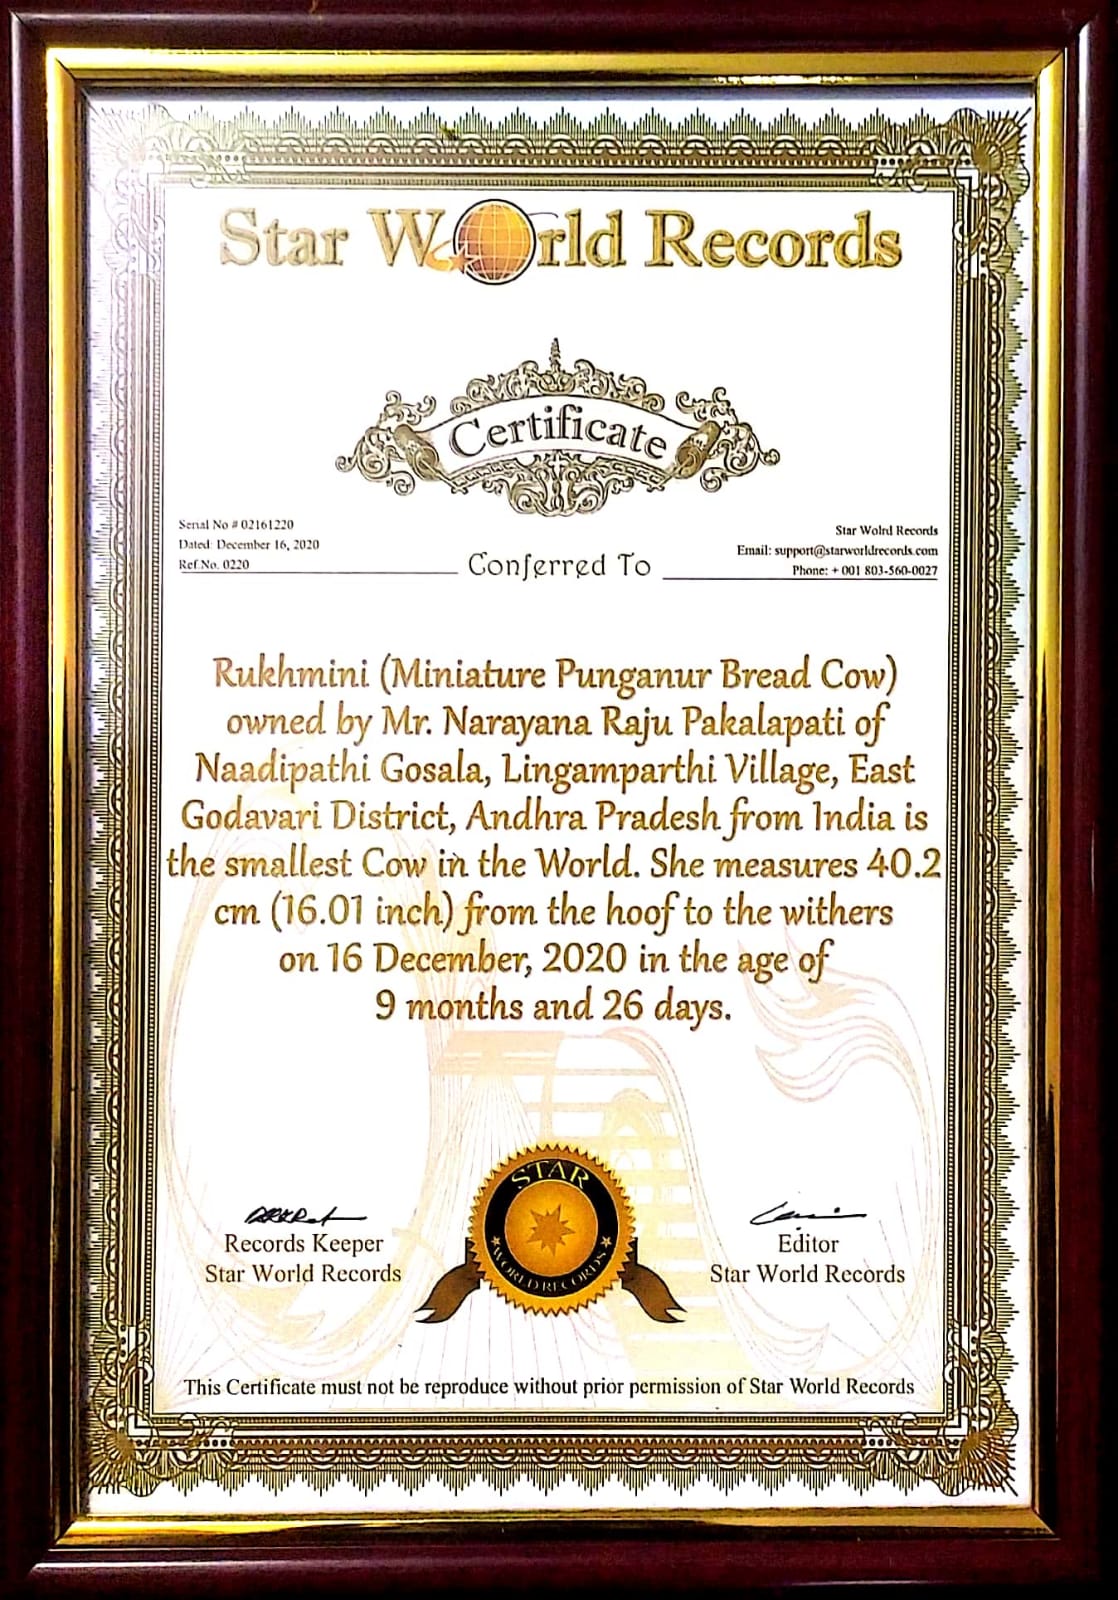 Star World Records
Certificate
Serial No # 02161220
Dated: December 16, 2020
Ref.No. 0220
Star Wolrd Records
Email: support@starworldrecords.com
Phone: + 001 803-560-0027
Conferred To
Rukhmini (Miniature Punganur Bread Cow)
owned by Mr. Narayana Raju Pakalapati of
Naadipathi Gosala, Lingamparthi Village, East
Godavari District, Andhra Pradesh from India is
the smallest Cow in the World. She measures 40.2
cm (16.01 inch) from the hoof to the withers
on 16 December, 2020 in the age of
9 months and 26 days.
STAR
WORLD RECORDS
Records Keeper
Star World Records
Editor
Star World Records
This Certificate must not be reproduce without prior permission of Star World Records